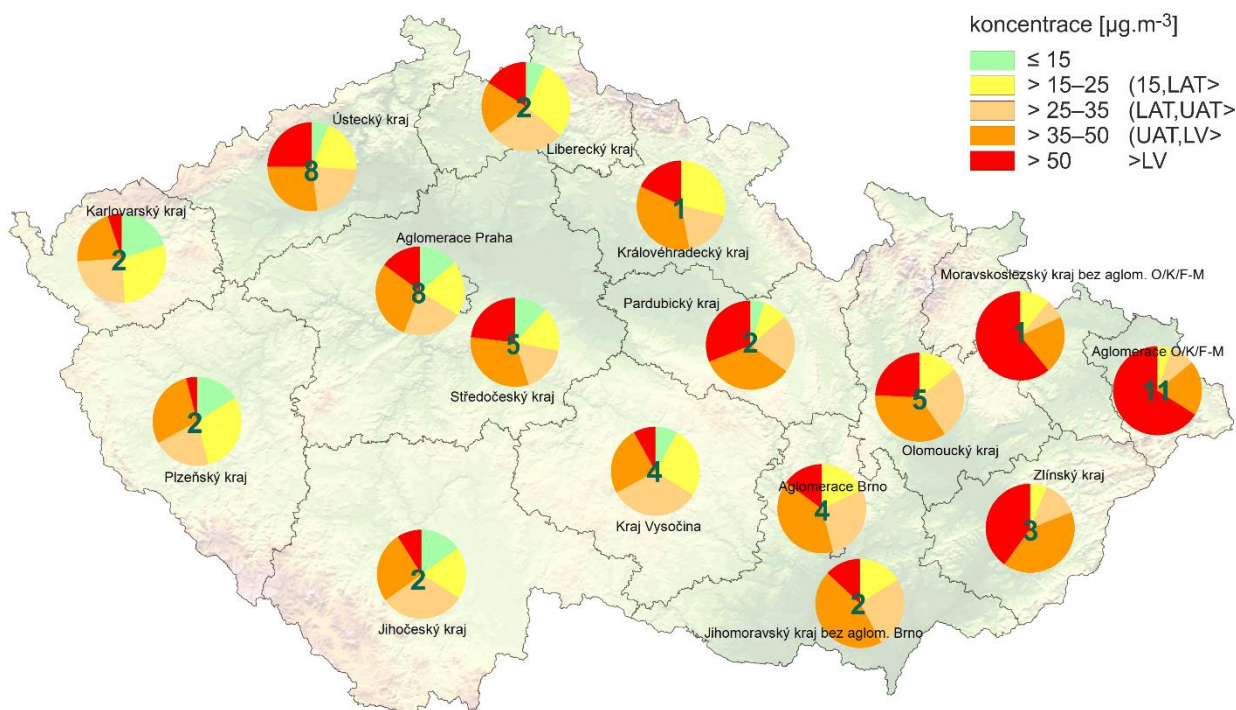 koncentrace [µg.m-3]
≤ 15
> 15–25 (15,LAT>
> 25–35 (LAT,UAT>
> 35–50 (UAT,LV>
> 50 >LV
2
Liberecký kraj
Ústecký kraj
8
Karlovarský kraj
2
1
Královéhradecký kraj
Aglomerace Praha
8
5
Středočeský kraj
Pardubický kraj
2
Moravskoslezský kraj bez aglom. O/K/F-M
1
Aglomerace O/K/F-M
11
5
Olomoucký kraj
2
Plzeňský kraj
4
Kraj Vysočina
Aglomerace Brno
4
Zlínský kraj
3
2
Jihočeský kraj
2
Jihomoravský kraj bez aglom. Brno